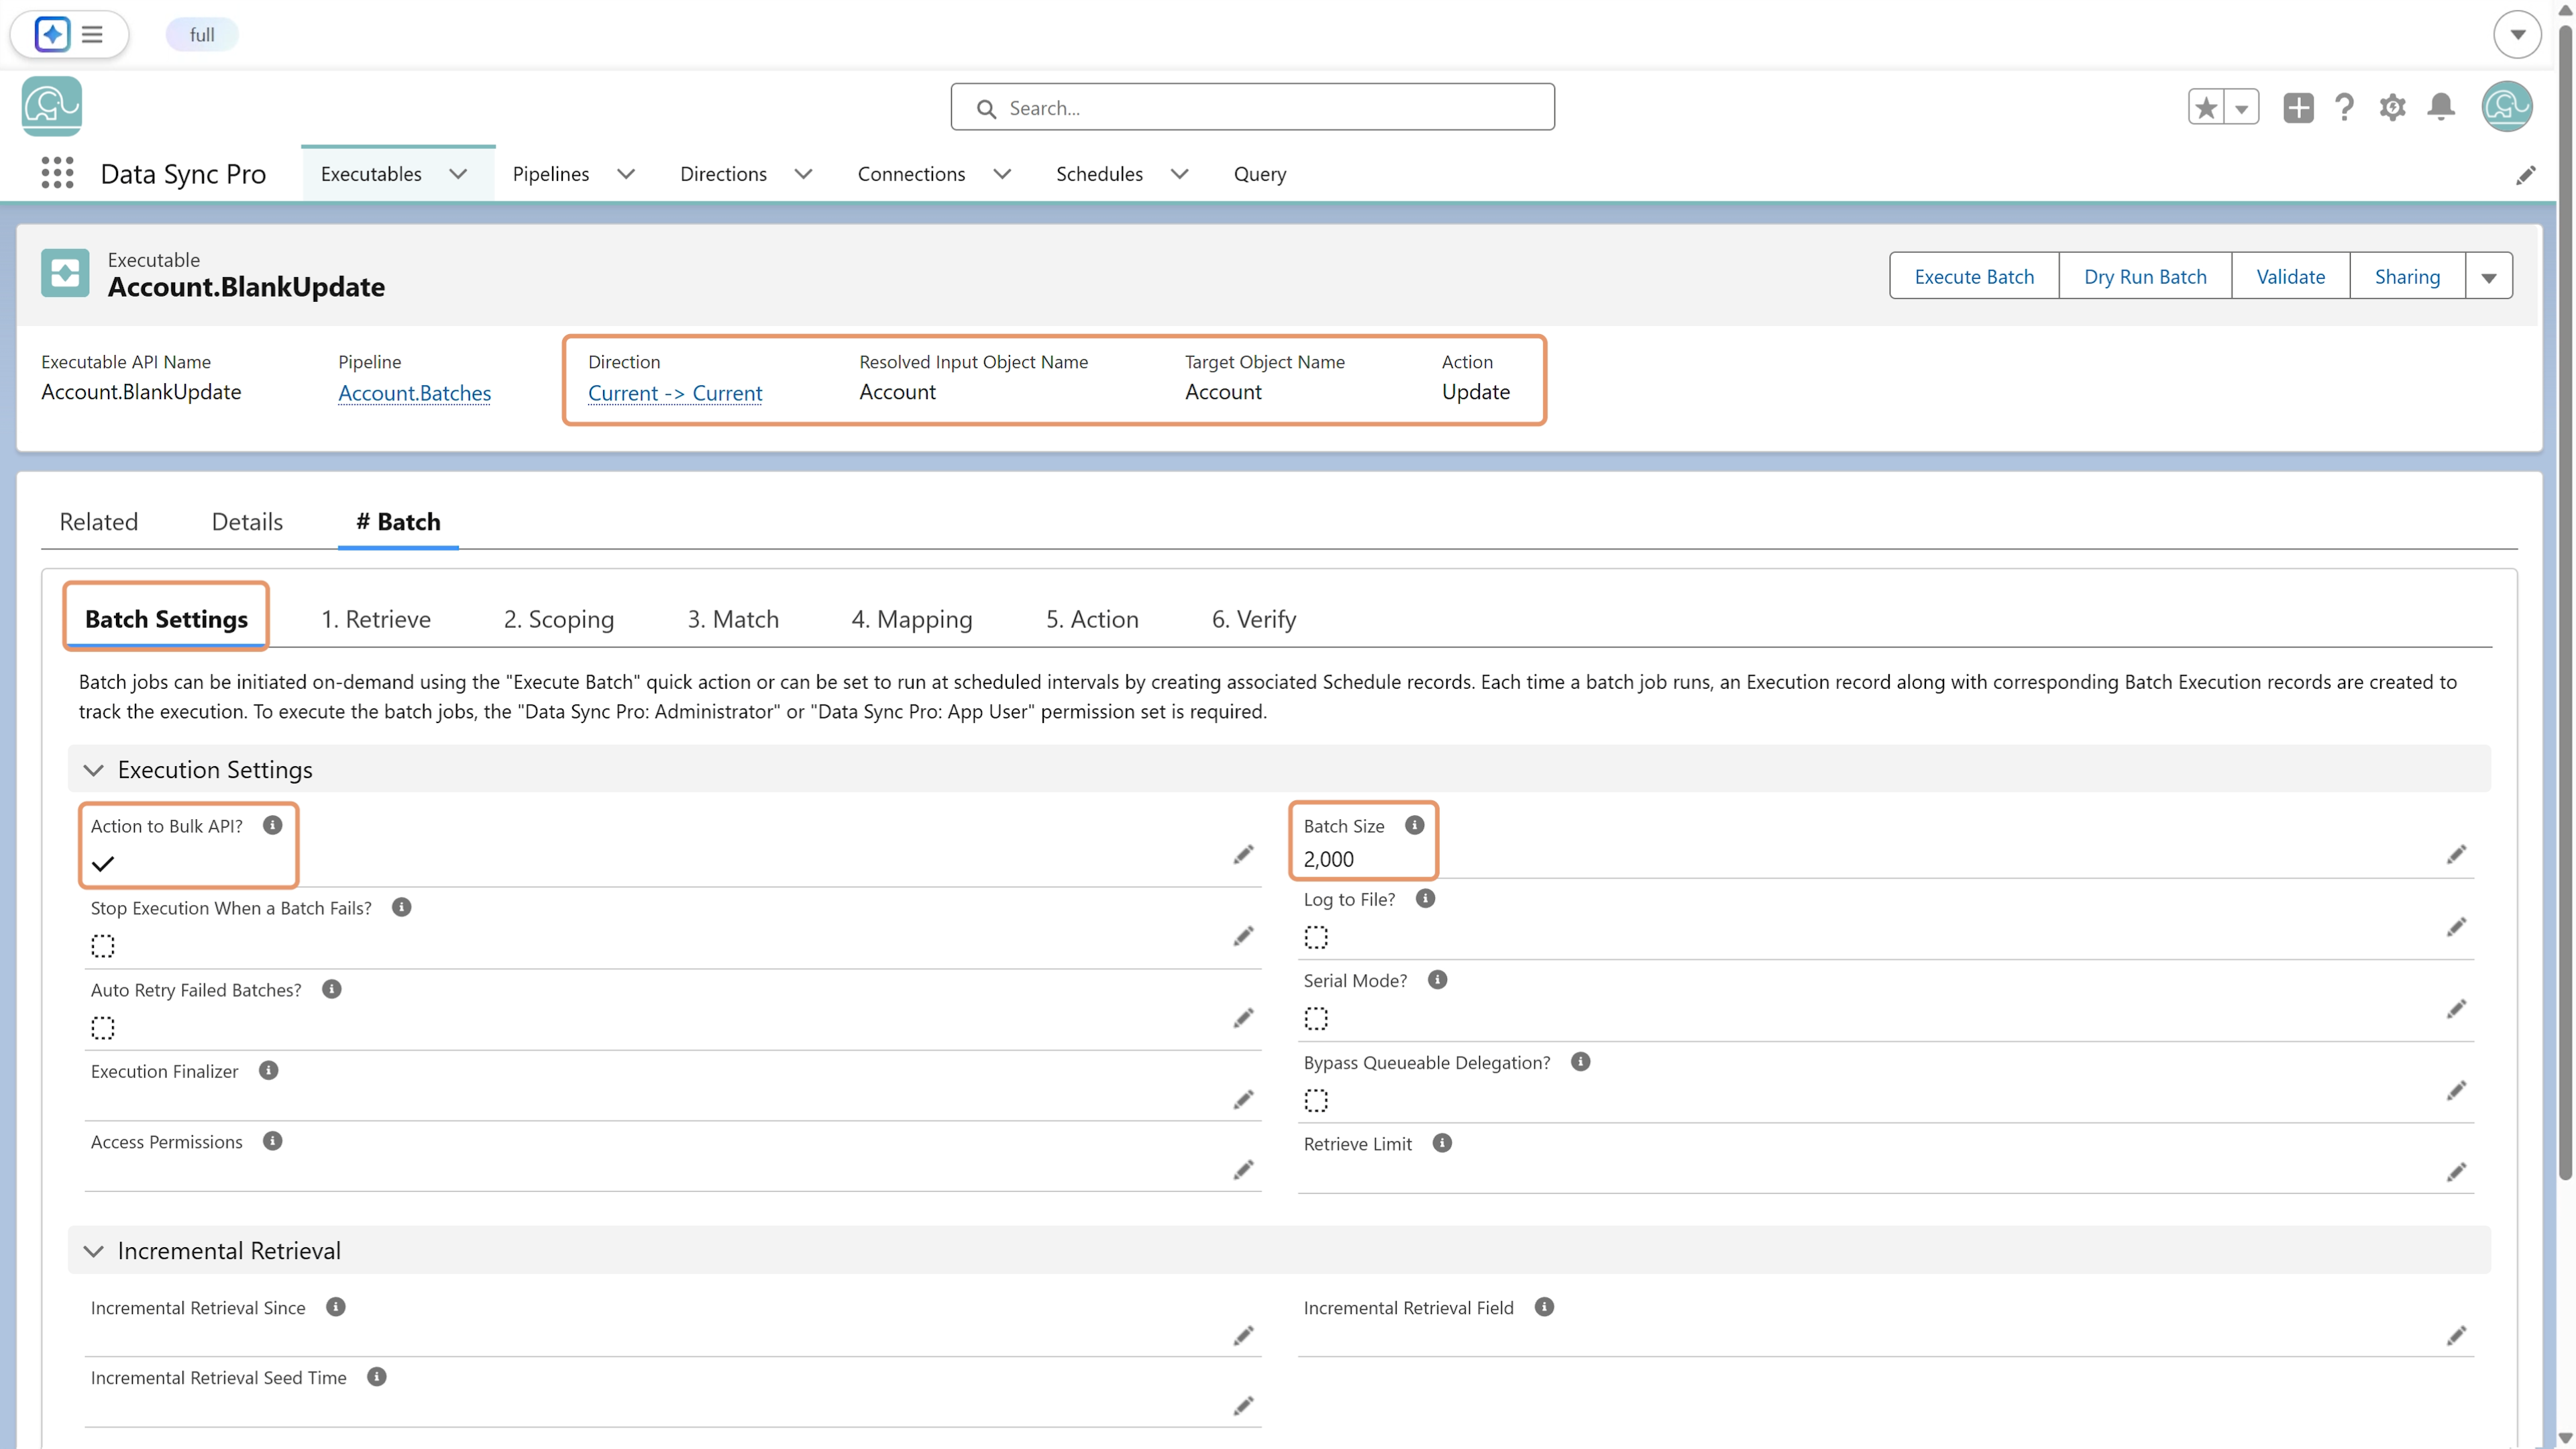 full
Search...
Data Sync Pro
Executables
Pipelines
Directions
Connections
Schedules
Query
Executable
Account.BlankUpdate
Execute Batch
Dry Run Batch
Validate
Sharing
Executable API Name
Account.BlankUpdate
Pipeline
Account.Batches
Direction
Current -> Current
Resolved Input Object Name
Account
Target Object Name
Account
Action
Update
Related
Details
# Batch
Batch Settings
1. Retrieve
2. Scoping
3. Match
4. Mapping
5. Action
6. Verify
Batch jobs can be initiated on-demand using the "Execute Batch" quick action or can be set to run at scheduled intervals by creating associated Schedule records. Each time a batch job runs, an Execution record along with corresponding Batch Execution records are created to
track the execution. To execute the batch jobs, the "Data Sync Pro: Administrator" or "Data Sync Pro: App User" permission set is required.
Execution Settings
Action to Bulk API?
Batch Size
2,000
Stop Execution When a Batch Fails?
Log to File?
Auto Retry Failed Batches?
Serial Mode?
Execution Finalizer
Bypass Queueable Delegation?
Access Permissions
Retrieve Limit
Incremental Retrieval
Incremental Retrieval Since
Incremental Retrieval Field
Incremental Retrieval Seed Time